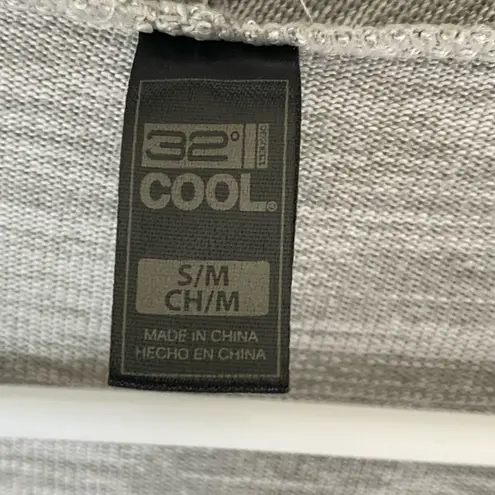 32°
COOL®
S/M
CH/M
MADE IN CHINA
HECHO EN CHINA